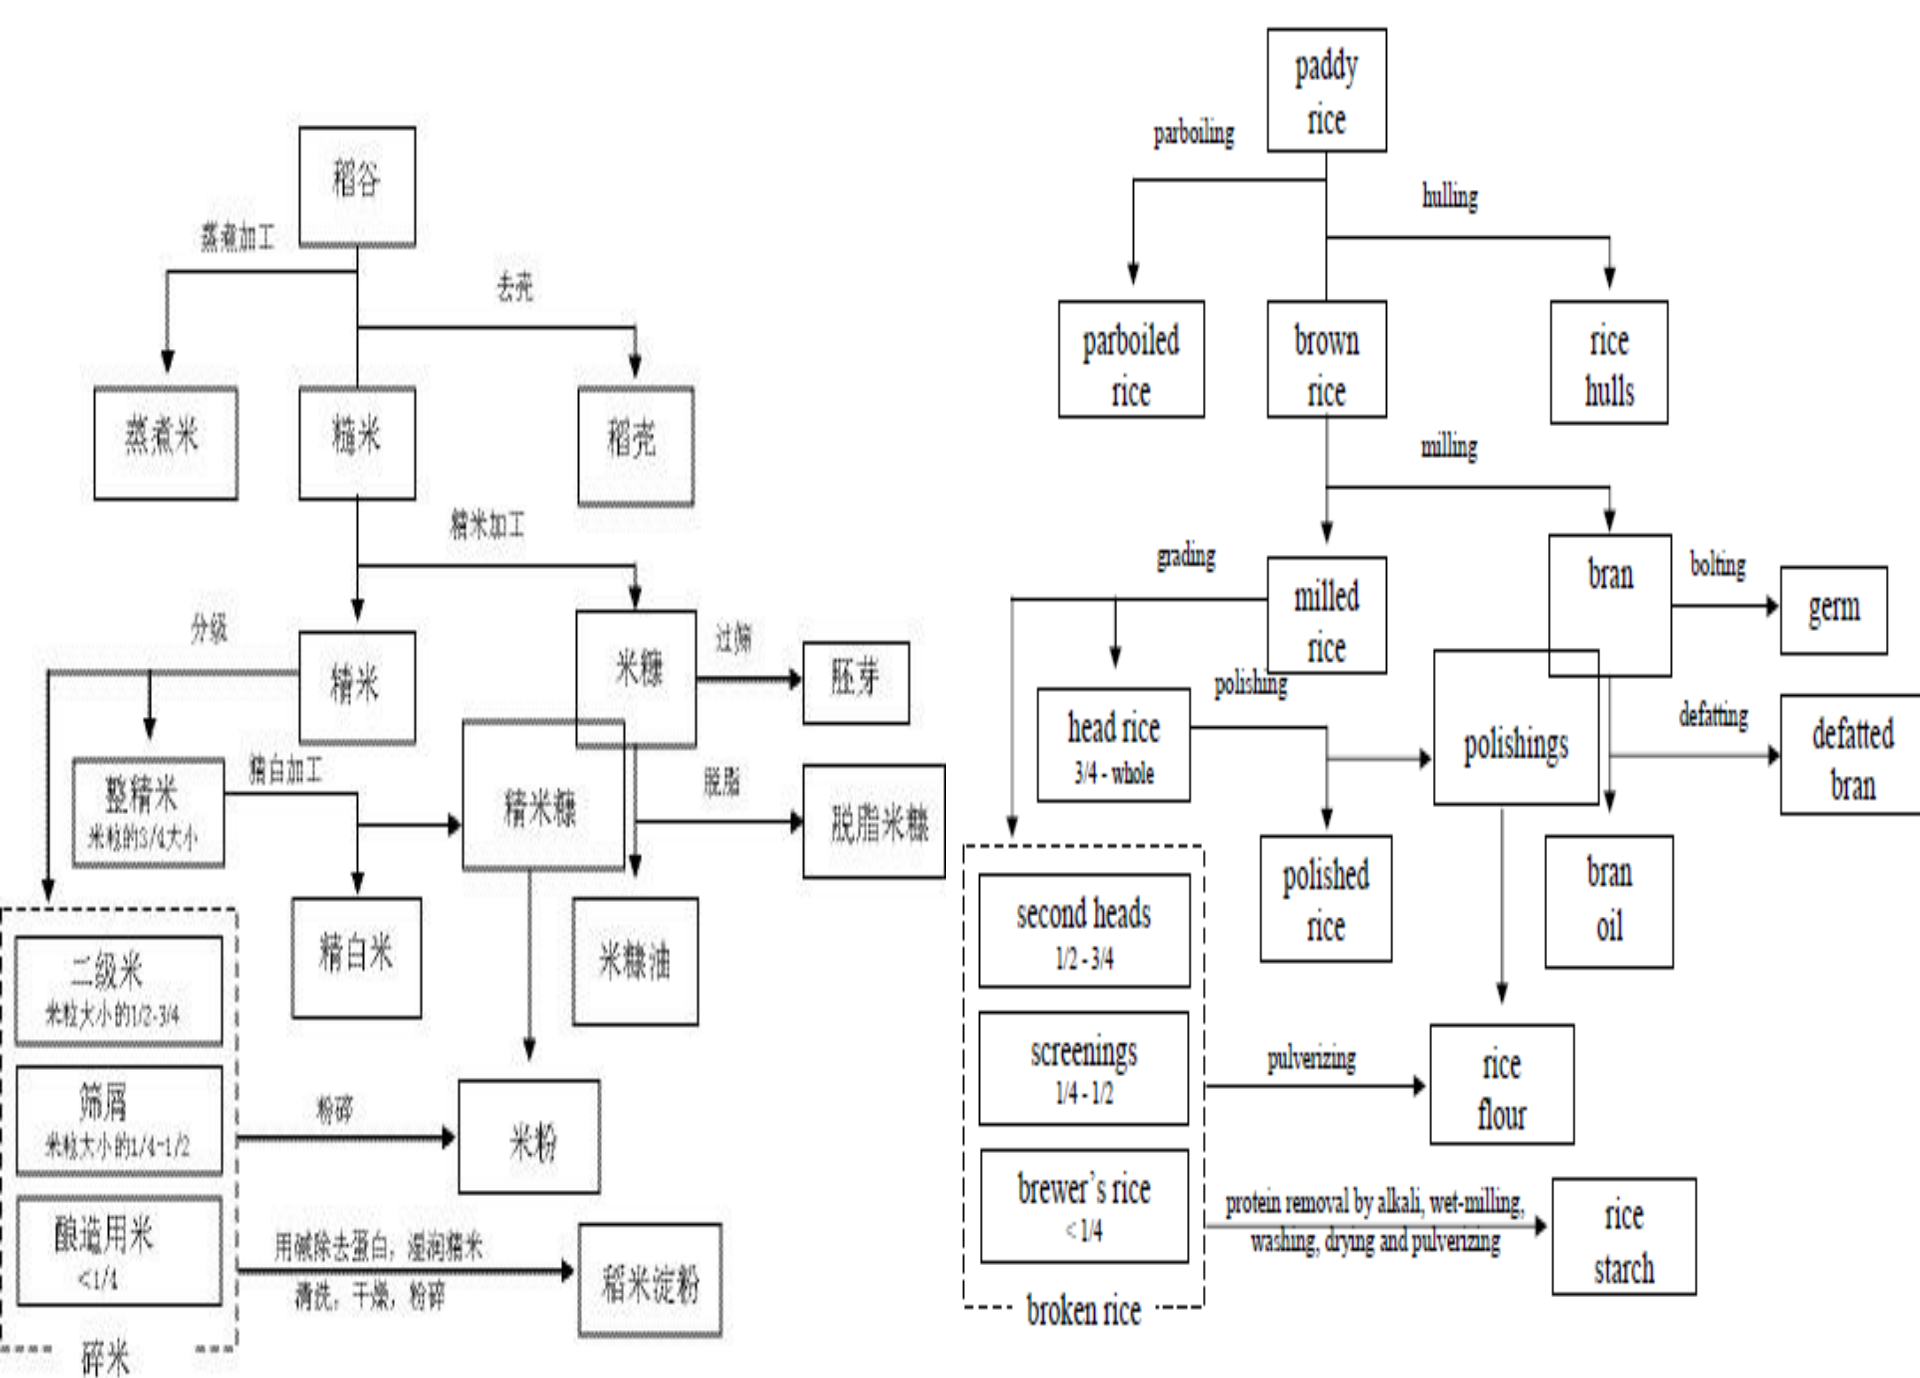 稻谷
蒸煮加工
去壳
蒸煮米
糙米
稻壳
精米加工
分级
精米
米糠
过筛
胚芽
整精米
米粒的3/4大小
精白加工
精米糠
脱脂
脱脂米糠
二级米
米粒大小的1/2-3/4
精白米
米糠油
筛屑
米粒大小的1/4-1/2
粉碎
米粉
酿造用米
<1/4
用碱除去蛋白，湿润精米
清洗，干燥，粉碎
稻米淀粉
碎米
paddy
rice
parboiling
hulling
parboiled
rice
brown
rice
rice
hulls
milling
grading
milled
rice
bran
bolting
germ
head rice
3/4 - whole
polishing
polishings
defatting
defatted
bran
second heads
1/2 - 3/4
polished
rice
bran
oil
screenings
1/4 - 1/2
pulverizing
rice
flour
brewer's rice
< 1/4
protein removal by alkali, wet-milling,
washing, drying and pulverizing
rice
starch
broken rice